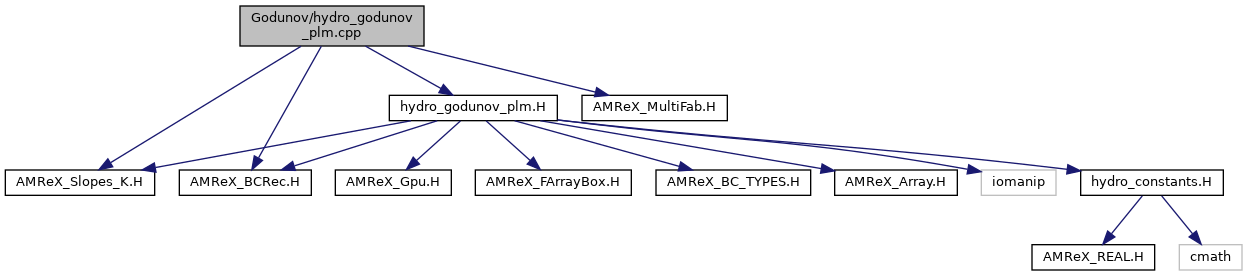 Godunov/hydro_godunov
_plm.cpp
hydro_godunov_plm.H
AMReX_MultiFab.H
AMReX_Slopes_K.H
AMReX_BCRec.H
AMReX_Gpu.H
AMReX_FArrayBox.H
AMReX_BC_TYPES.H
AMReX_Array.H
iomanip
hydro_constants.H
AMReX_REAL.H
cmath